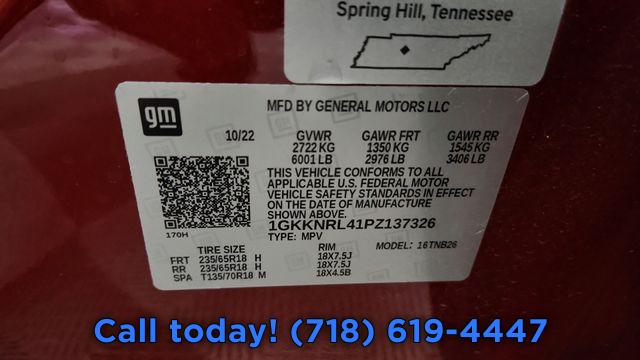 Spring Hill, Tennessee
gm
MFD BY GENERAL MOTORS LLC
10/22 GVWR GAWR FRT GAWR RR
2722 KG 1350 KG 1545 KG
6001 LB 2976 LB 3406 LB
THIS VEHICLE CONFORMS TO ALL
APPLICABLE U.S. FEDERAL MOTOR
VEHICLE SAFETY STANDARDS IN EFFECT
ON THE DATE OF MANUFACTURE
SHOWN ABOVE.
1GKKNRL41PZ137326
170H
TYPE: MPV MODEL: 16TNB26
TIRE SIZE RIM
FRT 235/65R18 H 18X7.5J
RR 235/65R18 H 18X7.5J
SPA T135/70R18 M 18X4.5B
Call today! (718) 619-4447